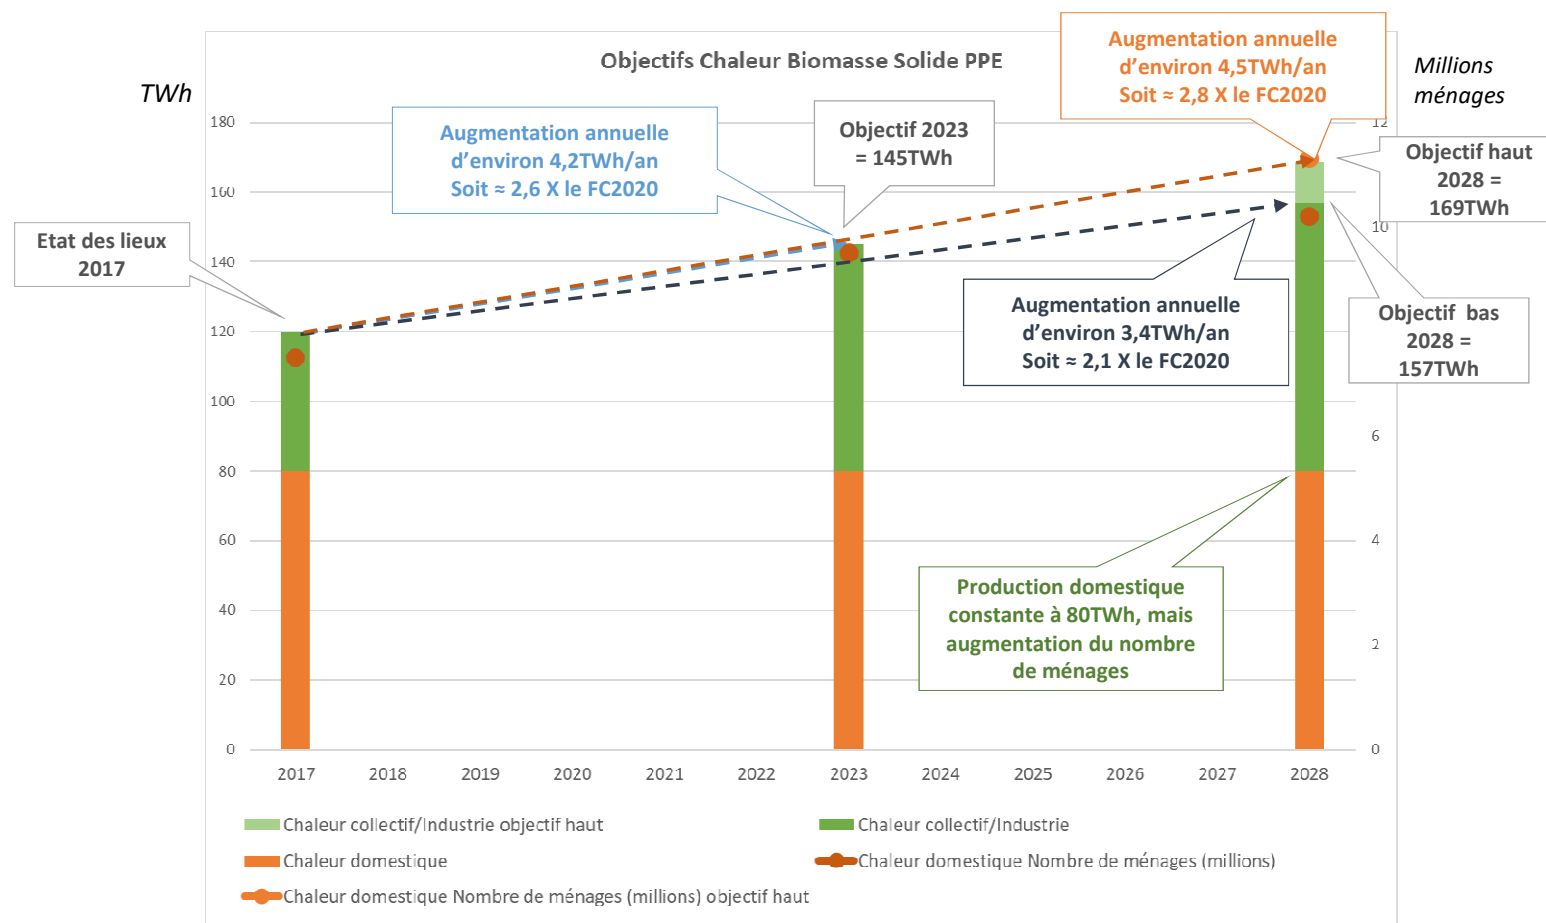 Objectifs Chaleur Biomasse Solide PPE
TWh
Millions
ménages
Augmentation annuelle
d'environ 4,5TWh/an
Soit ≈ 2,8 X le FC2020
Augmentation annuelle
d'environ 4,2TWh/an
Soit ≈ 2,6 X le FC2020
Objectif 2023
= 145TWh
Objectif haut
2028 =
169TWh
Etat des lieux
2017
Augmentation annuelle
d'environ 3,4TWh/an
Soit ≈ 2,1 X le FC2020
Objectif bas
2028 =
157TWh
Production domestique
constante à 80TWh, mais
augmentation du nombre
de ménages
180
160
140
120
100
80
60
40
20
0
12
10
6
4
2
0
2017 2018 2019 2020 2021 2022 2023 2024 2025 2026 2027 2028
Chaleur collectif/Industrie objectif haut
Chaleur collectif/Industrie
Chaleur domestique
Chaleur domestique Nombre de ménages (millions)
Chaleur domestique Nombre de ménages (millions) objectif haut